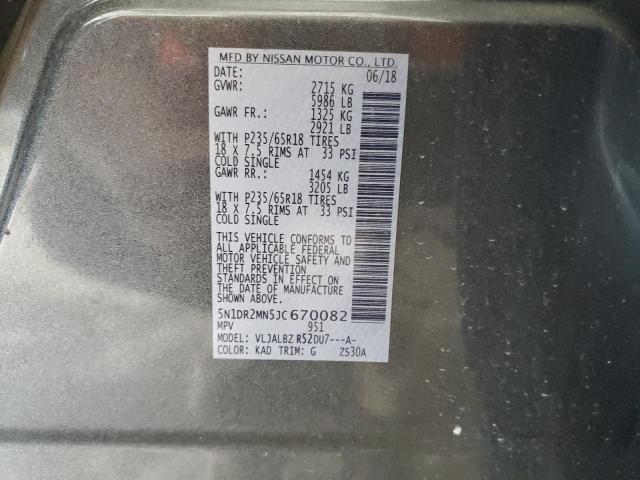 MFD BY NISSAN MOTOR CO., LTD.
DATE: 06/18
GVWR: 2715 KG
5986 LB
GAWR FR.: 1325 KG
2921 LB
WITH P235/65R18 TIRES
18 X 7.5 RIMS AT 33 PSI
COLD SINGLE
GAWR RR.: 1454 KG
3205 LB
WITH P235/65R18 TIRES
18 X 7.5 RIMS AT 33 PSI
COLD SINGLE
THIS VEHICLE CONFORMS TO
ALL APPLICABLE FEDERAL
MOTOR VEHICLE SAFETY AND
THEFT PREVENTION
STANDARDS IN EFFECT ON
THE DATE OF MANUFACTURE
SHOWN ABOVE.
5N1DR2MN5JC670082
MPV 951
MODEL: VLJALBZ R52DU7---A-
COLOR: KAD TRIM: G ZS30A